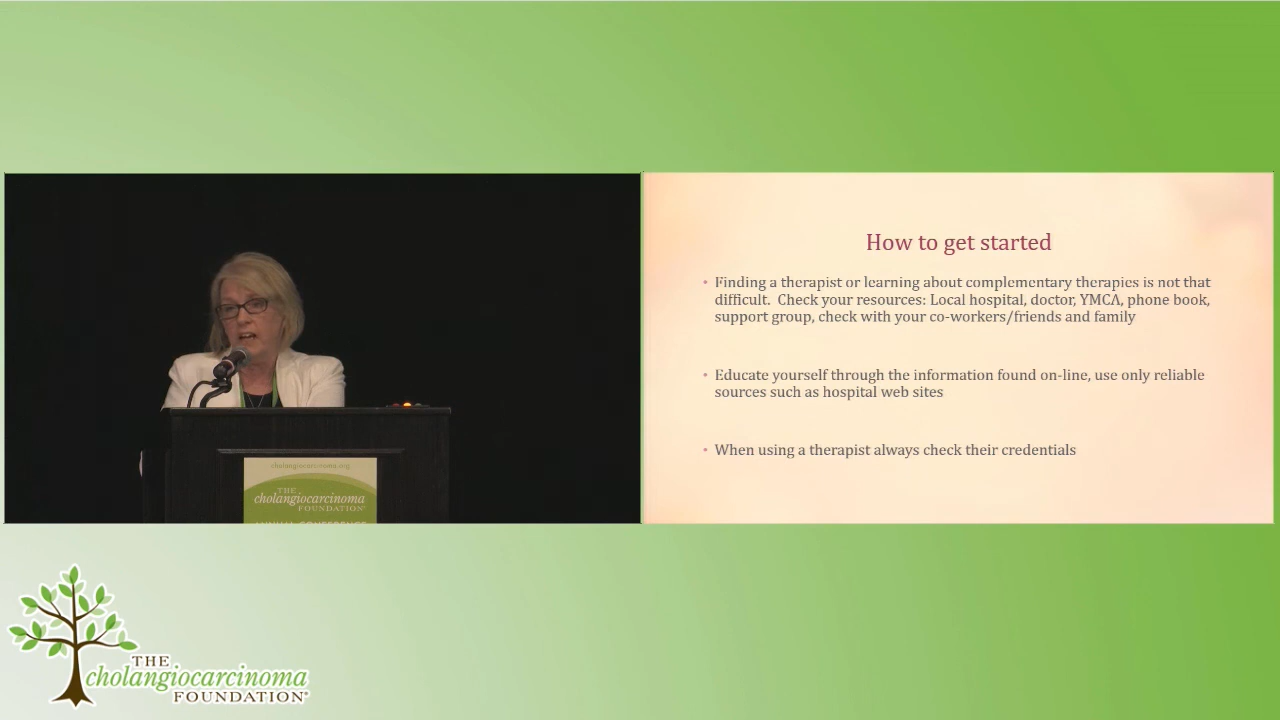 How to get started
• Finding a therapist or learning about complementary therapies is not that
difficult.  Check your resources: Local hospital, doctor, YMCA, phone book,
support group, check with your co-workers/friends and family
• Educate yourself through the information found on-line, use only reliable
sources such as hospital web sites
• When using a therapist always check their credentials
cholangiocarcinoma.org
THE
cholangiocarcinoma
FOUNDATION
ANNUAL CONFERENCE
THE
cholangiocarcinoma
FOUNDATION®